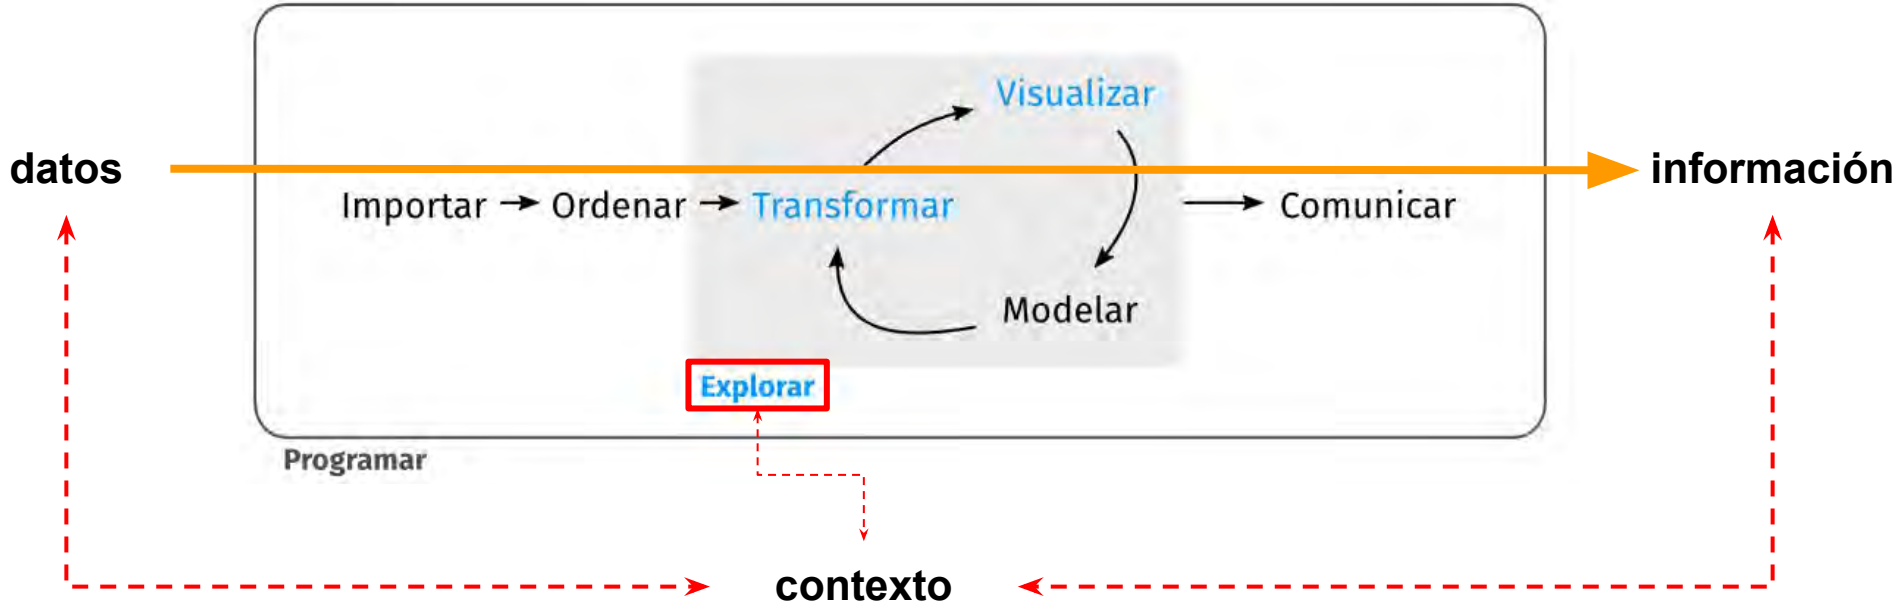 Visualizar
datos
información
Importar → Ordenar → Transformar → Comunicar
Modelar
Explorar
Programar
contexto